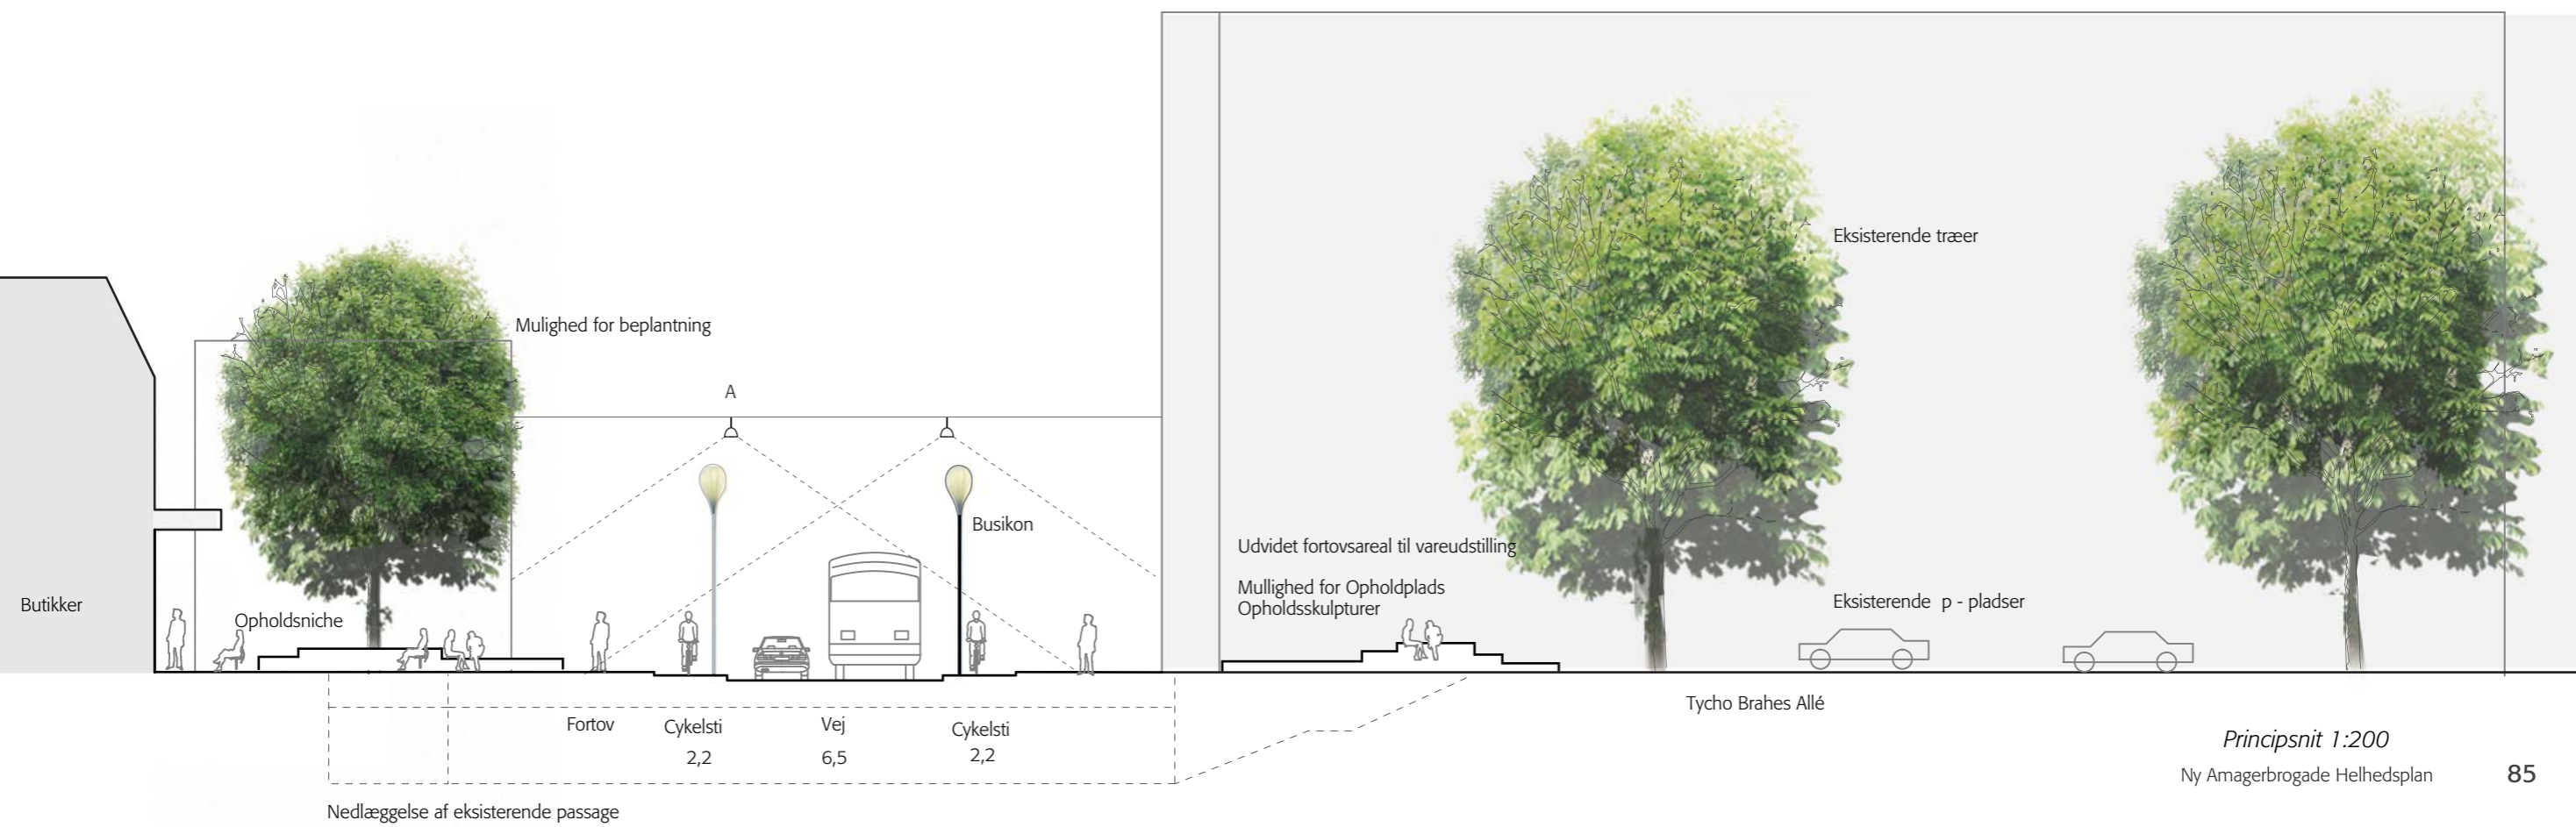 Eksisterende træer
Mulighed for beplantning
A
Busikon
Udvidet fortovsareal til vareudstilling
Mullighed for Opholdplads
Opholdsskulpturer
Butikker
Opholdsniche
Eksisterende p - pladser
Fortov
Cykelsti
2,2
Vej
6,5
Cykelsti
2,2
Tycho Brahes Allé
Nedlæggelse af eksisterende passage
Principsnit 1:200
Ny Amagerbrogade Helhedsplan 85